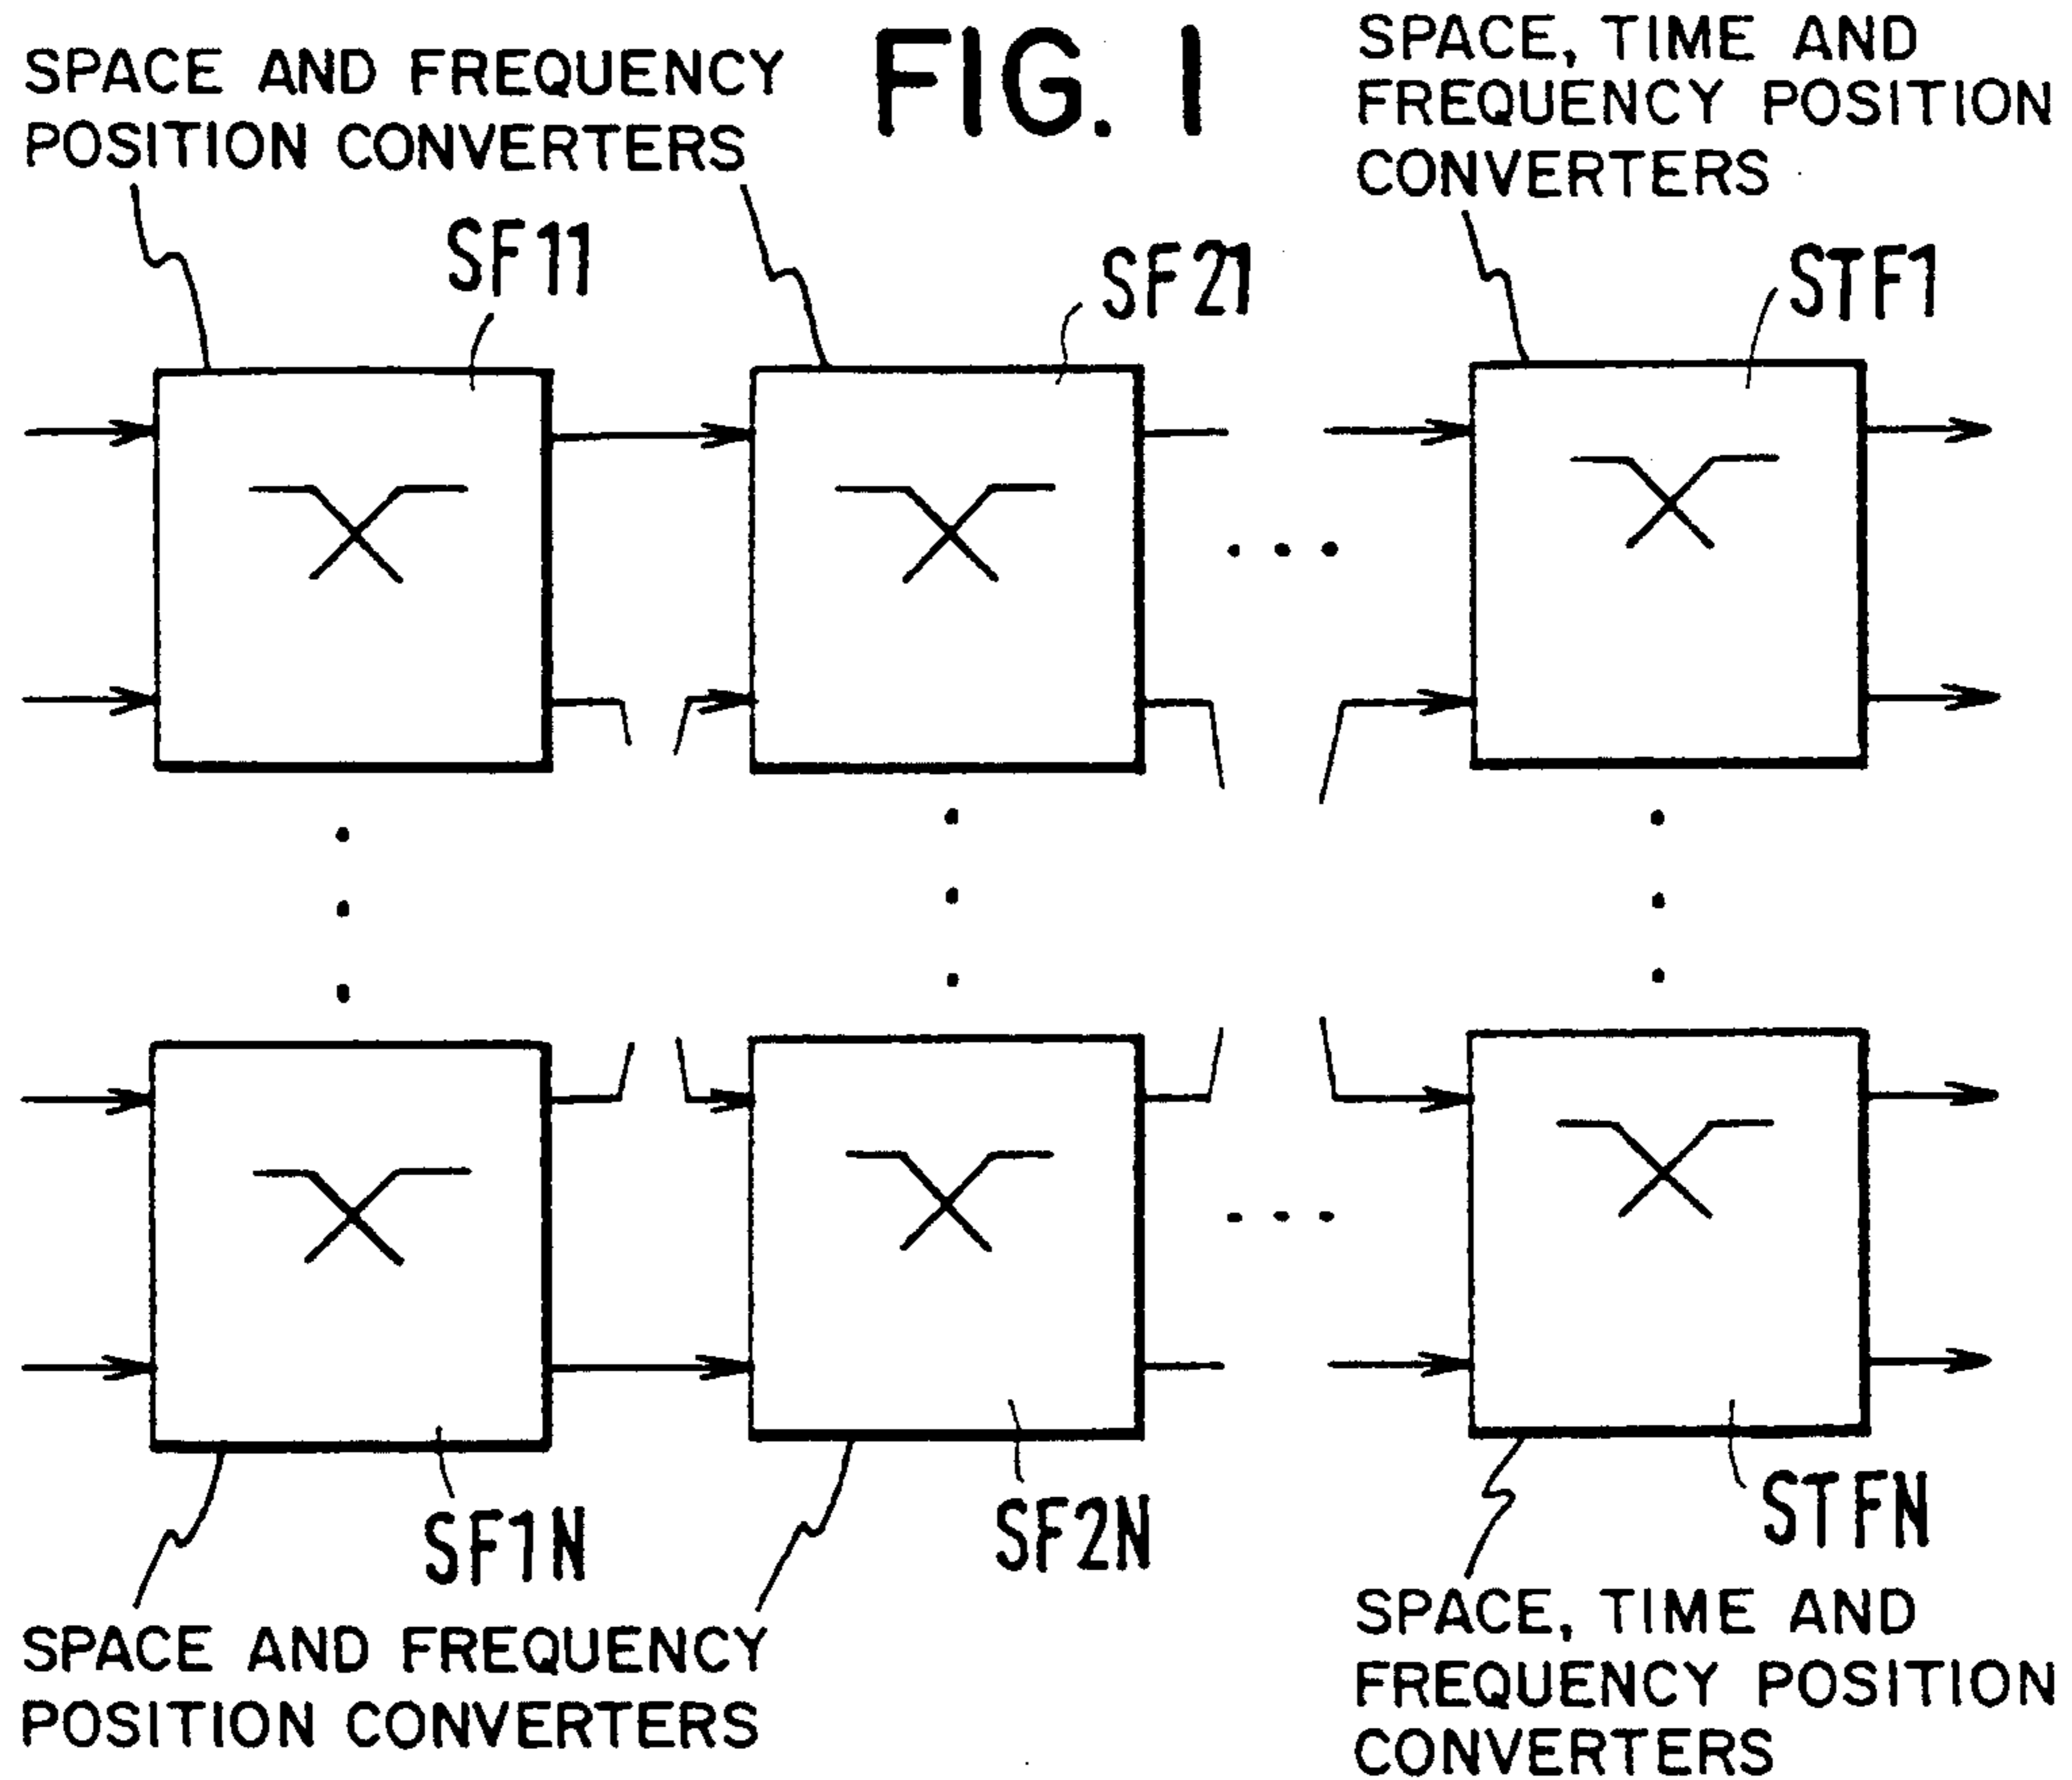 SPACE AND FREQUENCY
POSITION CONVERTERS
FIG. 1
SPACE, TIME AND
FREQUENCY POSITION
CONVERTERS
SF11
SF21
STF1
SF1N
SF2N
STFN
SPACE AND FREQUENCY
POSITION CONVERTERS
SPACE, TIME AND
FREQUENCY POSITION
CONVERTERS